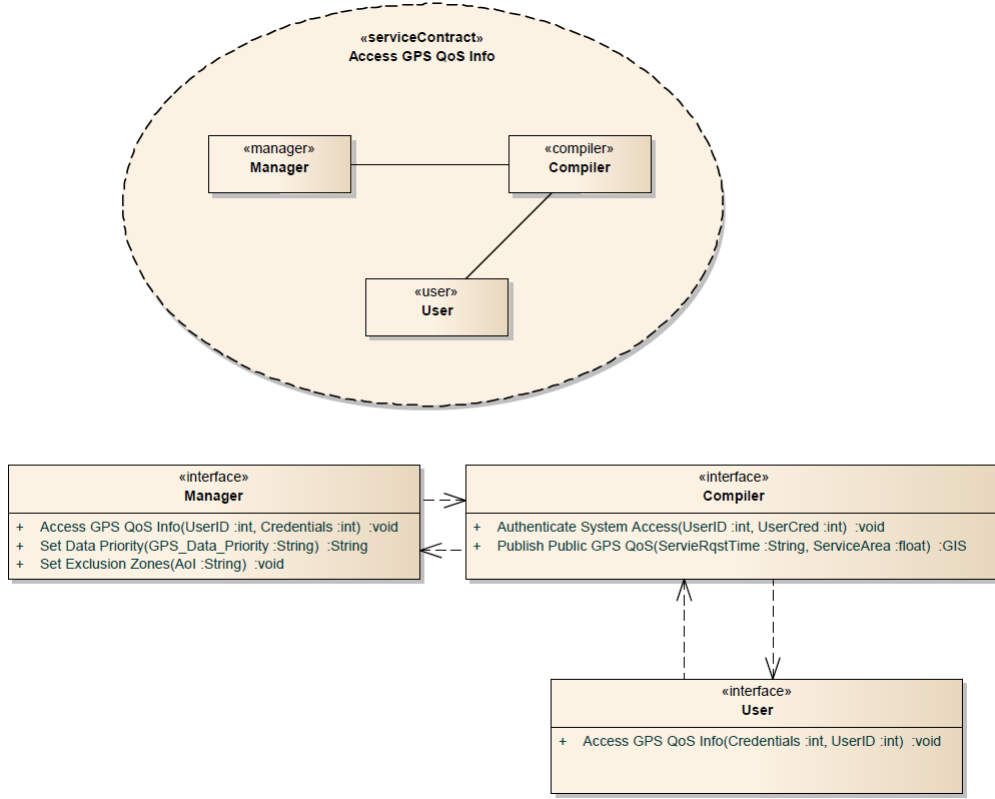 «serviceContract»
Access GPS QoS Info
«manager»
Manager
«compiler»
Compiler
«user»
User
«interface»
Manager
+ Access GPS QoS Info(UserID :int, Credentials :int) :void
+ Set Data Priority(GPS_Data_Priority :String) :String
+ Set Exclusion Zones(AoI :String) :void
«interface»
Compiler
+ Authenticate System Access(UserID :int, UserCred :int) :void
+ Publish Public GPS QoS(ServieRqstTime :String, ServiceArea :float) :GIS
«interface»
User
+ Access GPS QoS Info(Credentials :int, UserID :int) :void